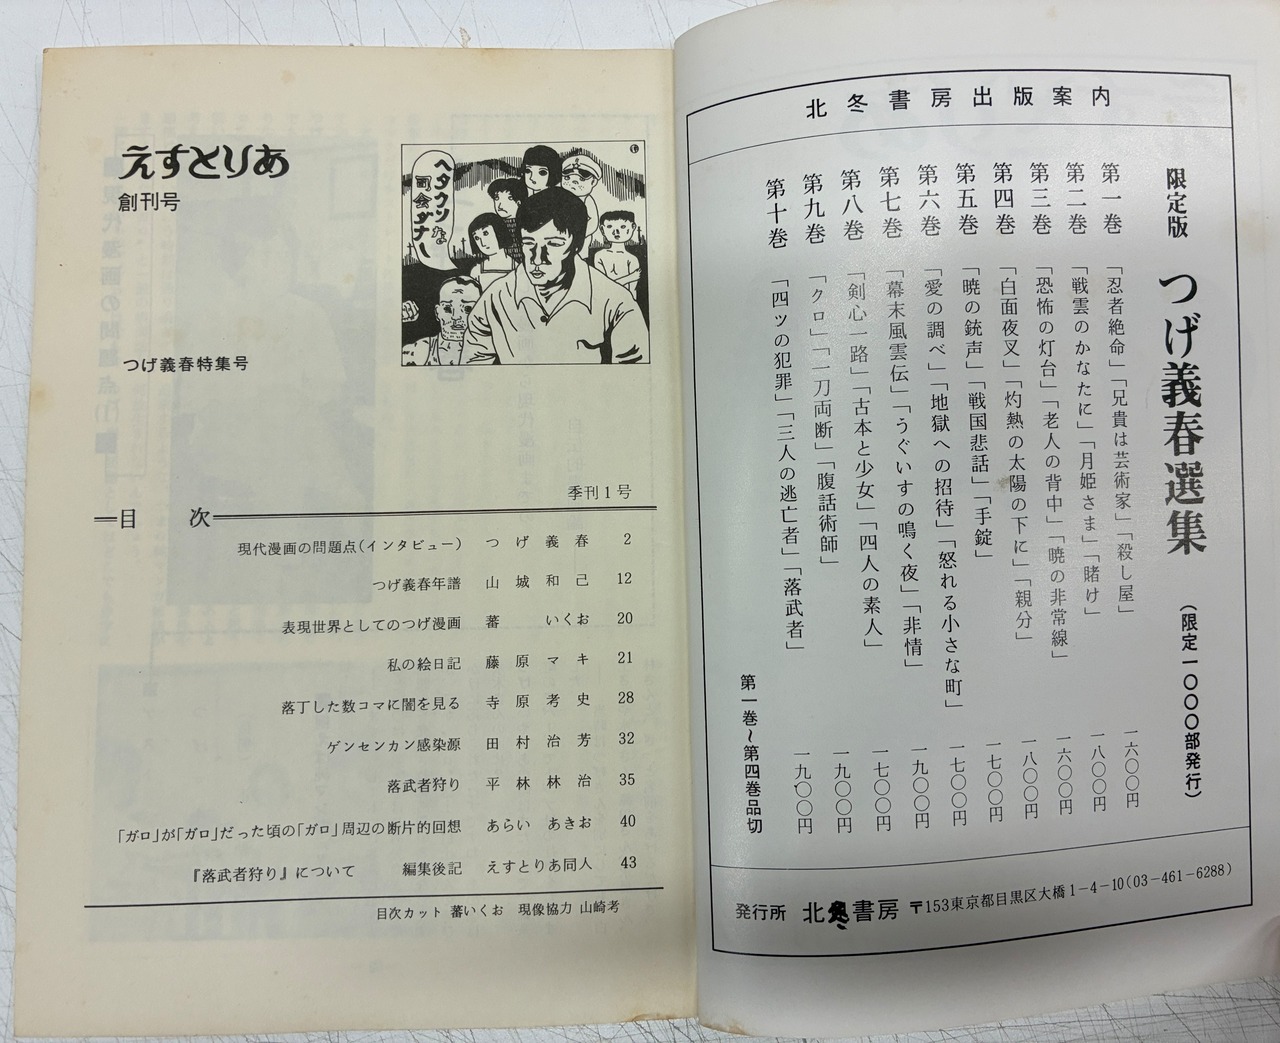 えすとりあ
創刊号
つげ義春特集号
ヘタクソな
司会ダナー
季刊1号
目次
現代漫画の問題点(インタビュー) つげ義春 2
つげ義春年譜 山城和己 12
表現世界としてのつげ漫画 蕃いくお 20
私の絵日記 藤原マキ 21
落丁した数コマに闇を見る 寺原考史 28
ゲンセンカン感染源 田村治芳 32
落武者狩り 平林林治 35
「ガロ」が「ガロ」だった頃の「ガロ」周辺の断片的回想 あらいあきお 40
『落武者狩り』について 編集後記 えすとりあ同人 43
目次カット 蕃いくお 現像協力 山崎考
北冬書房出版案内
限定版 つげ義春選集 (限定一〇〇〇部発行)
第一巻 「忍者絶命」「兄貴は芸術家」「殺し屋」 一六〇〇円
第二巻 「戦雲のかなたに」「月姫さま」「賭け」 一八〇〇円
第三巻 「恐怖の灯台」「老人の背中」「暁の非常線」 一六〇〇円
第四巻 「白面夜叉」「灼熱の太陽の下に」「親分」 一八〇〇円
第五巻 「暁の銃声」「戦国悲話」「手錠」 一七〇〇円
第六巻 「愛の調べ」「地獄への招待」「怒れる小さな町」 一七〇〇円
第七巻 「幕末風雲伝」「うぐいすの鳴く夜」「非情」 一九〇〇円
第八巻 「剣心一路」「古本と少女」「四人の素人」 一七〇〇円
第九巻 「クロ」「一刀両断」「腹話術師」 一九〇〇円
第十巻 「四ツの犯罪」「三人の逃亡者」「落武者」 一九〇〇円
第一巻〜第四巻品切
発行所 北冬書房 〒153東京都目黒区大橋1-4-10(03-461-6288)